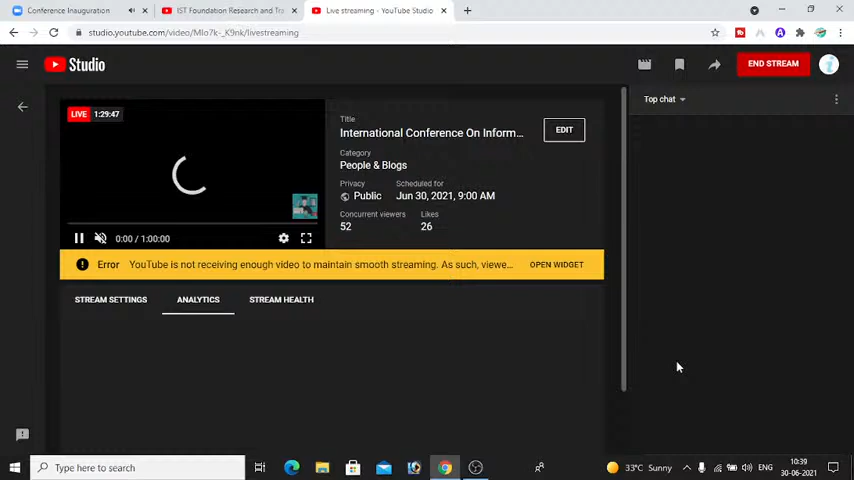 Conference Inauguration
IST Foundation Research and Tra
Live streaming - YouTube Studio
studio.youtube.com/video/MIo7k-_K9nk/livestreaming
Studio
END STREAM
LIVE 1:29:47
Title
International Conference On Inform...
EDIT
Category
People & Blogs
Privacy
Public
Scheduled for
Jun 30, 2021, 9:00 AM
Concurrent viewers
52
Likes
26
Top chat
0:00 / 1:00:00
Error YouTube is not receiving enough video to maintain smooth streaming. As such, viewe... OPEN WIDGET
STREAM SETTINGS ANALYTICS STREAM HEALTH
Type here to search
33°C Sunny
ENG
10:39
30-06-2021